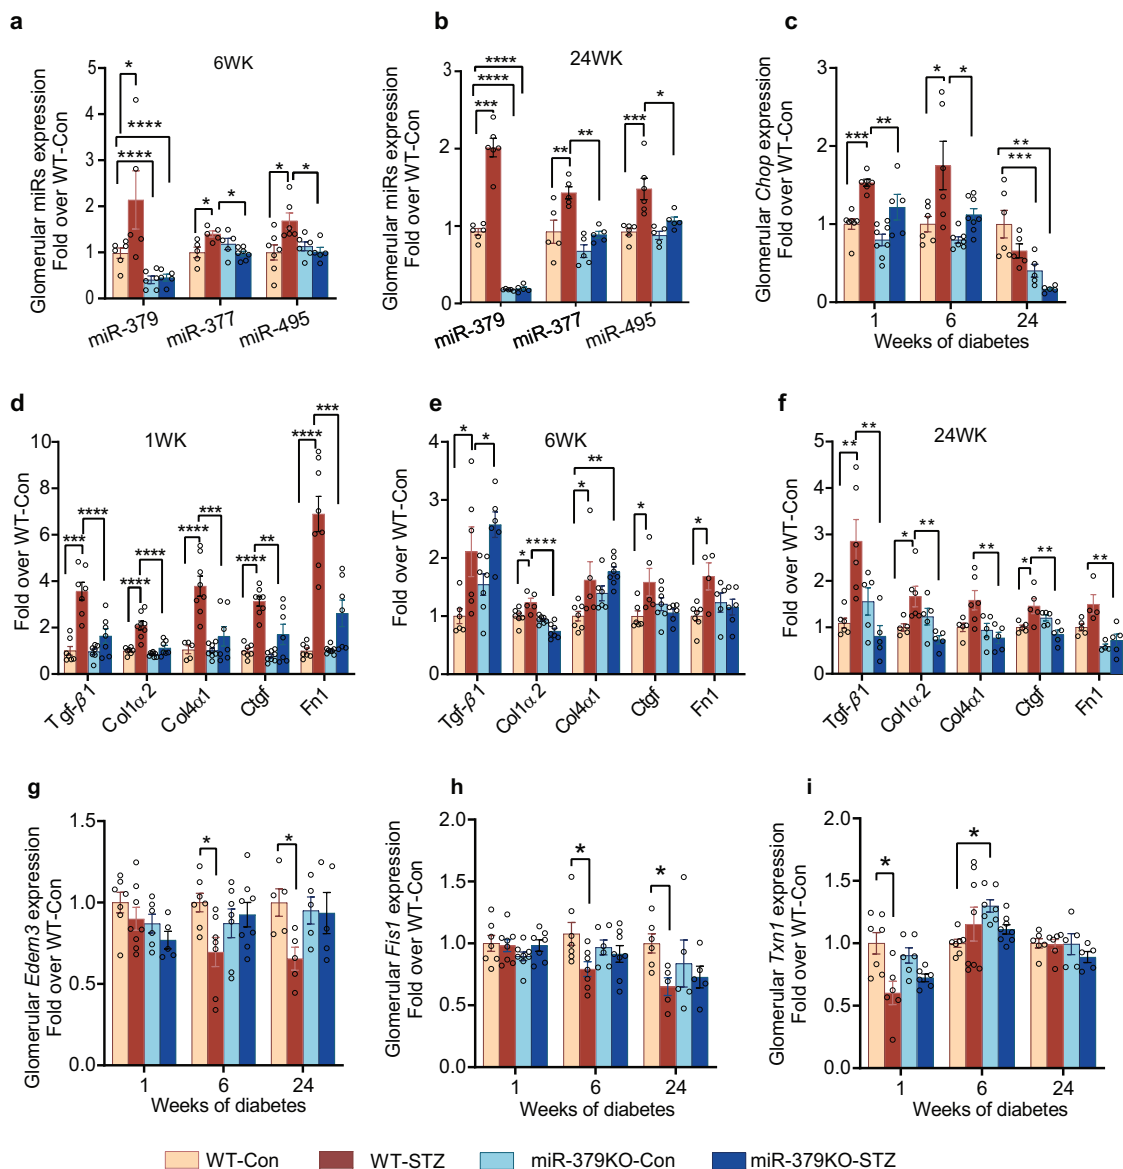 a
6WK
Glomerular miRs expression
Fold over WT-Con
5
4
3
2
1
0
*
****
****
*
*
*
*
miR-379
miR-377
miR-495
b
24WK
Glomerular miRs expression
Fold over WT-Con
3
2
1
0
****
****
***
**
**
***
*
miR-379
miR-377
miR-495
c
Glomerular Chop expression
Fold over WT-Con
3
2
1
0
***
**
*
*
**
***
1
6
24
Weeks of diabetes
d
1WK
Fold over WT-Con
10
8
6
4
2
0
***
****
****
****
****
***
****
**
****
***
Tgf-β1
Col1α2
Col4α1
Ctgf
Fn1
e
6WK
Fold over WT-Con
4
3
2
1
0
*
*
*
****
**
*
*
*
Tgf-β1
Col1α2
Col4α1
Ctgf
Fn1
f
24WK
Fold over WT-Con
5
4
3
2
1
0
**
**
*
**
**
*
**
**
Tgf-β1
Col1α2
Col4α1
Ctgf
Fn1
g
Glomerular Edem3 expression
Fold over WT-Con
1.5
1.0
0.5
0.0
*
*
1
6
24
Weeks of diabetes
h
Glomerular Fis1 expression
Fold over WT-Con
2.0
1.5
1.0
0.5
0.0
*
*
1
6
24
Weeks of diabetes
i
Glomerular Txn1 expression
Fold over WT-Con
2.0
1.5
1.0
0.5
0.0
*
*
1
6
24
Weeks of diabetes
WT-Con
WT-STZ
miR-379KO-Con
miR-379KO-STZ